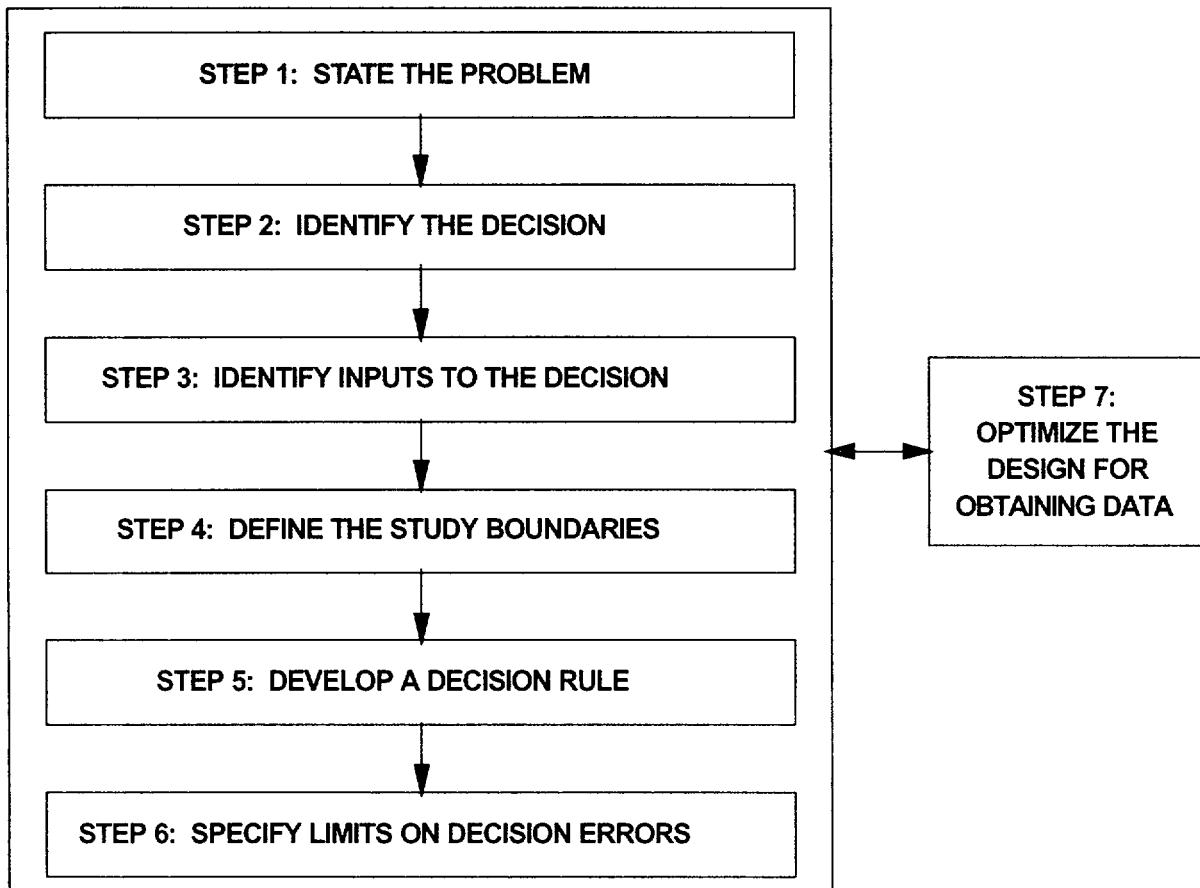 STEP 1: STATE THE PROBLEM
STEP 2: IDENTIFY THE DECISION
STEP 3: IDENTIFY INPUTS TO THE DECISION
STEP 4: DEFINE THE STUDY BOUNDARIES
STEP 5: DEVELOP A DECISION RULE
STEP 6: SPECIFY LIMITS ON DECISION ERRORS
STEP 7:
OPTIMIZE THE
DESIGN FOR
OBTAINING DATA